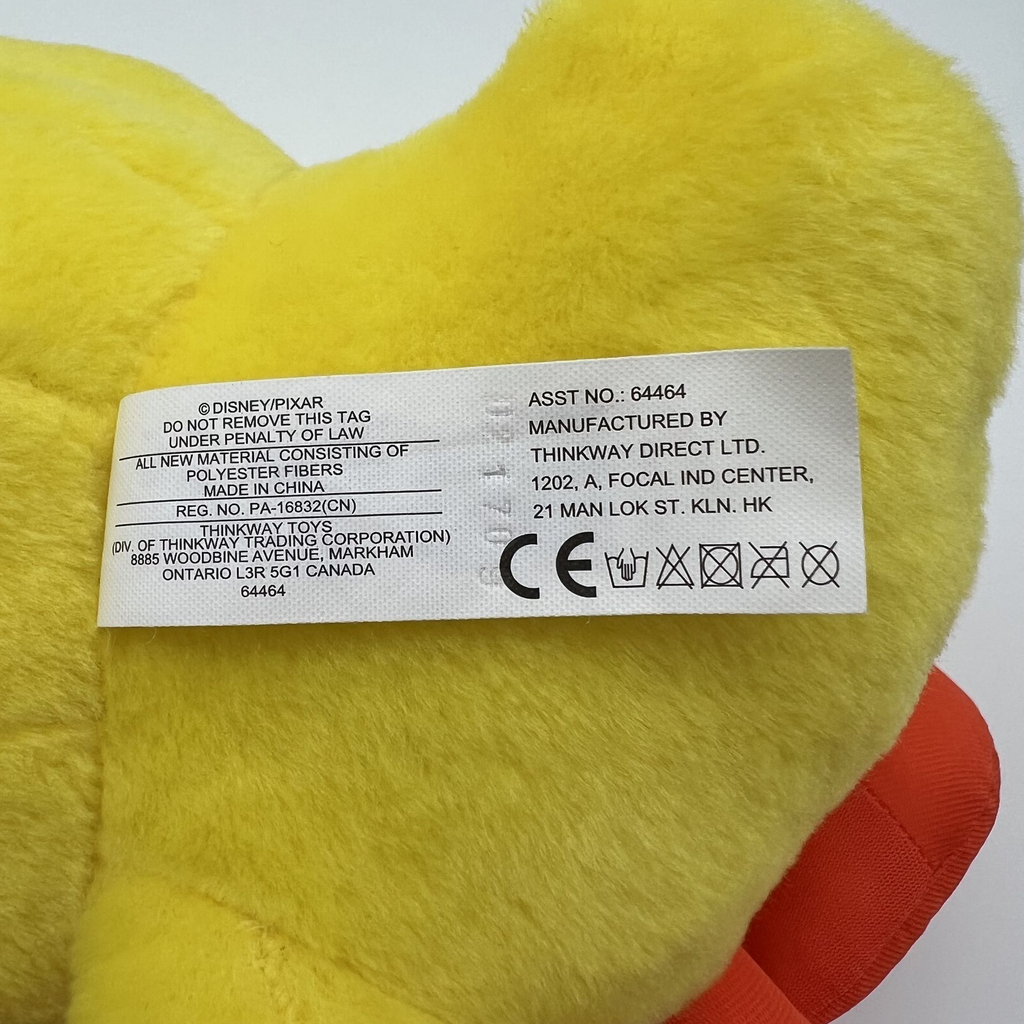 ©DISNEY/PIXAR
DO NOT REMOVE THIS TAG
UNDER PENALTY OF LAW
ALL NEW MATERIAL CONSISTING OF
POLYESTER FIBERS
MADE IN CHINA
REG. NO. PA-16832(CN)
THINKWAY TOYS
(DIV. OF THINKWAY TRADING CORPORATION)
8885 WOODBINE AVENUE, MARKHAM
ONTARIO L3R 5G1 CANADA
64464
ASST NO.: 64464
MANUFACTURED BY
THINKWAY DIRECT LTD.
1202, A, FOCAL IND CENTER,
21 MAN LOK ST. KLN. HK
CE